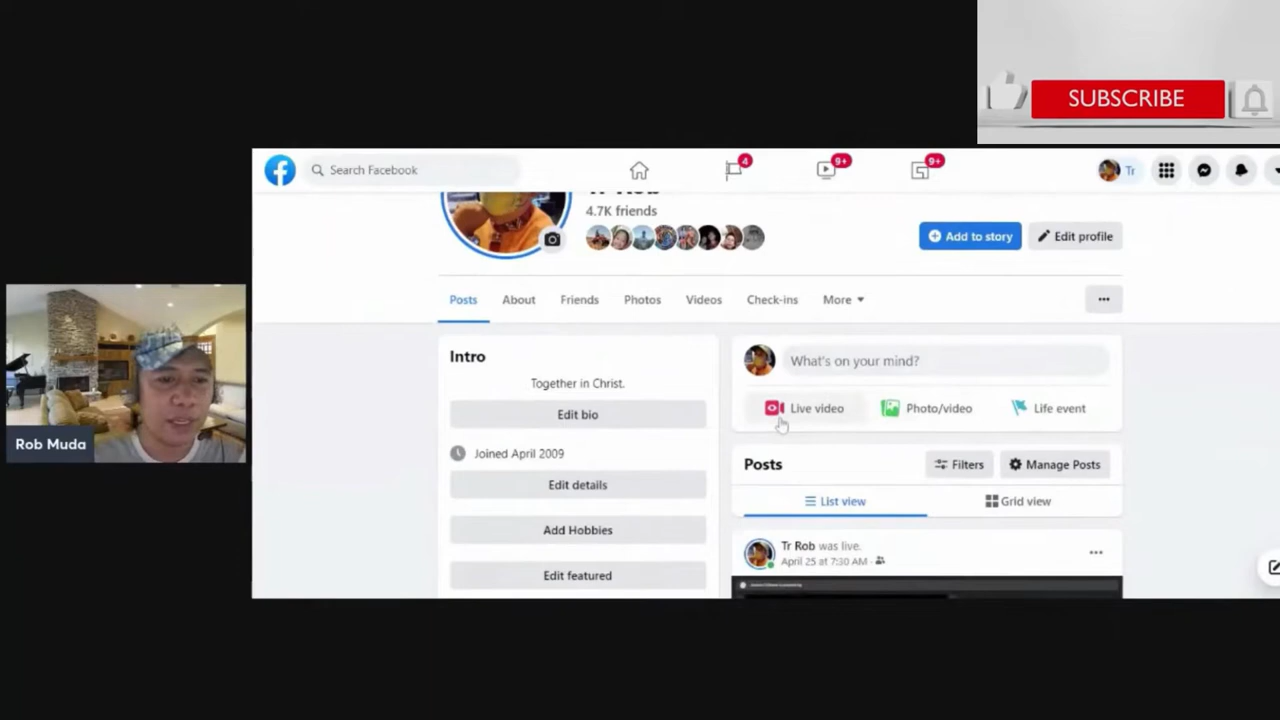 SUBSCRIBE
Search Facebook
4
9+
9+
Tr
Tr Rob
4.7K friends
Add to story
Edit profile
Posts
About
Friends
Photos
Videos
Check-ins
More
Intro
Together in Christ.
Edit bio
Joined April 2009
Edit details
Add Hobbies
Edit featured
What's on your mind?
Live video
Photo/video
Life event
Posts
Filters
Manage Posts
List view
Grid view
Tr Rob was live.
April 25 at 7:30 AM ·
Rob Muda